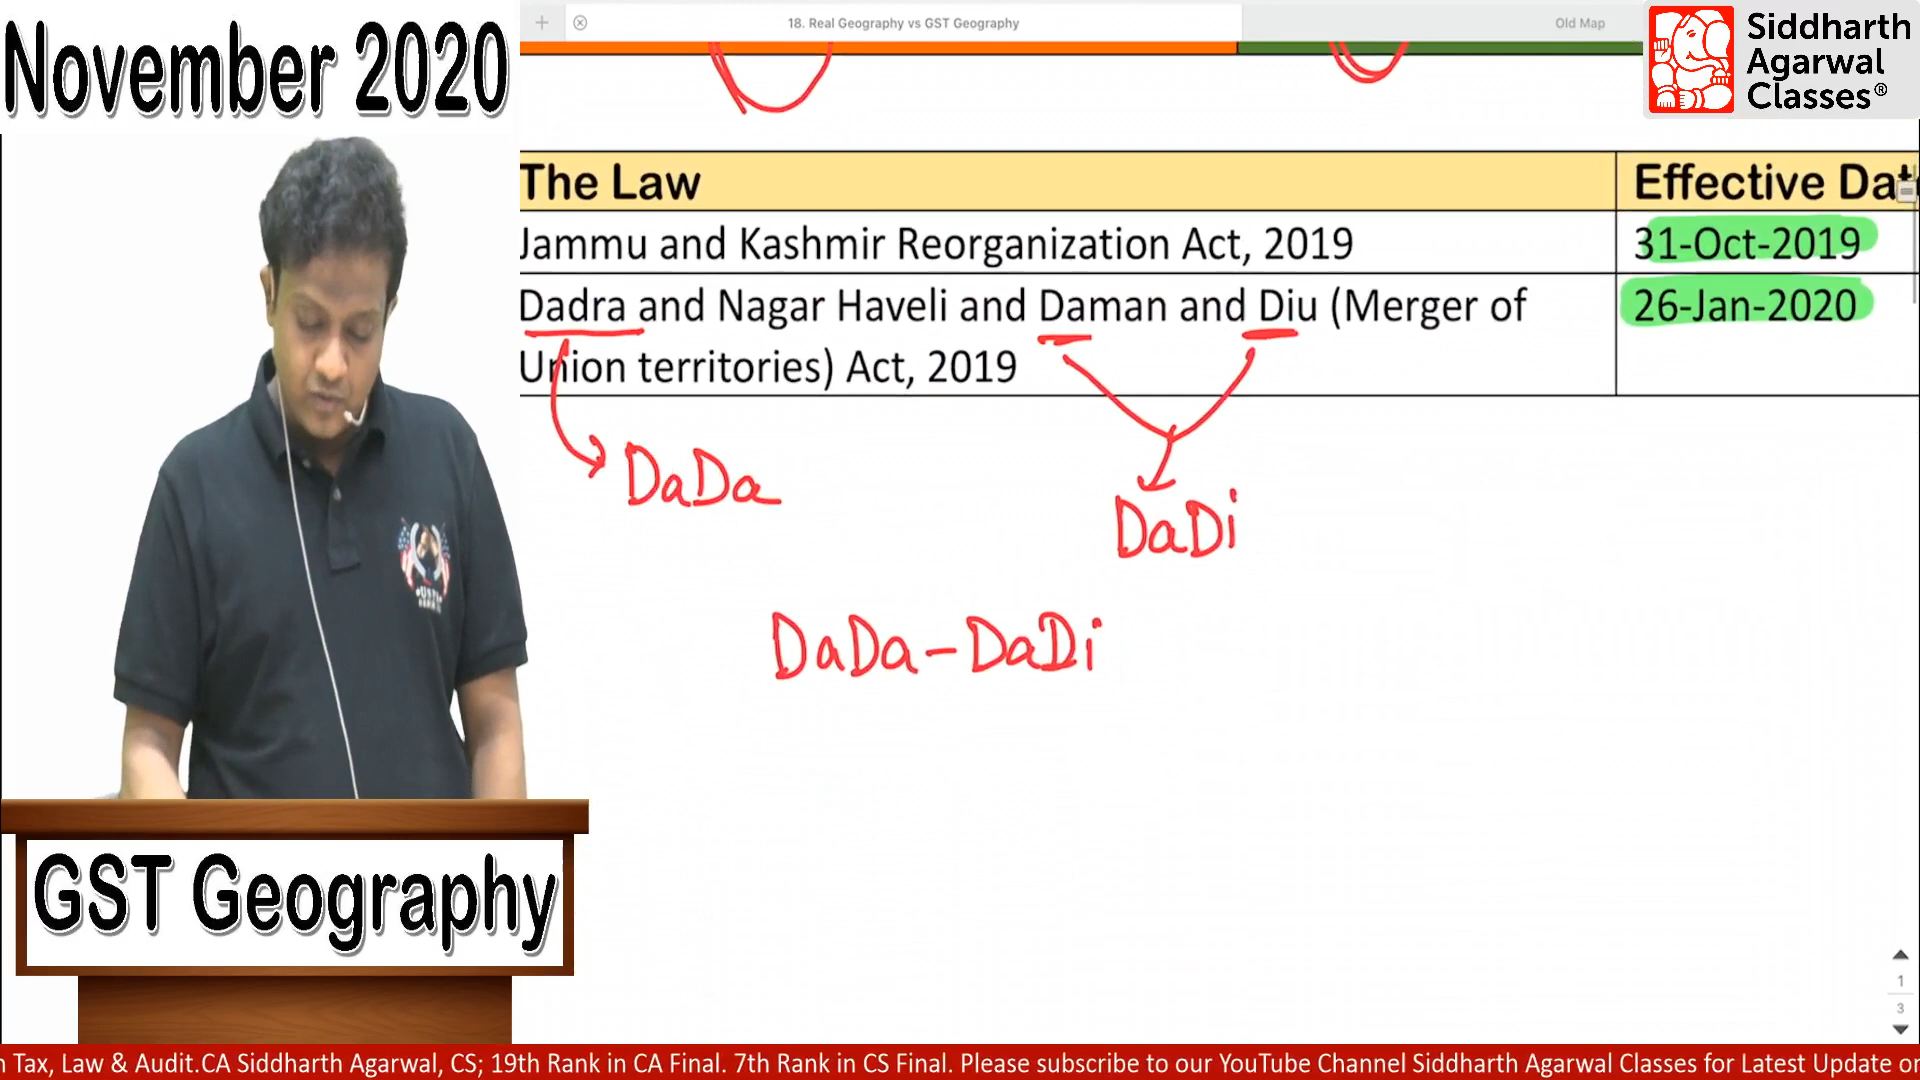 November 2020
18. Real Geography vs GST Geography
Old Map
Siddharth
Agarwal
Classes®
The Law
Effective Dat
Jammu and Kashmir Reorganization Act, 2019
31-Oct-2019
Dadra and Nagar Haveli and Daman and Diu (Merger of
Union territories) Act, 2019
26-Jan-2020
DaDa
DaDi
DaDa-DaDi
GST Geography
1
3
n Tax, Law & Audit.CA Siddharth Agarwal, CS; 19th Rank in CA Final. 7th Rank in CS Final. Please subscribe to our YouTube Channel Siddharth Agarwal Classes for Latest Update or